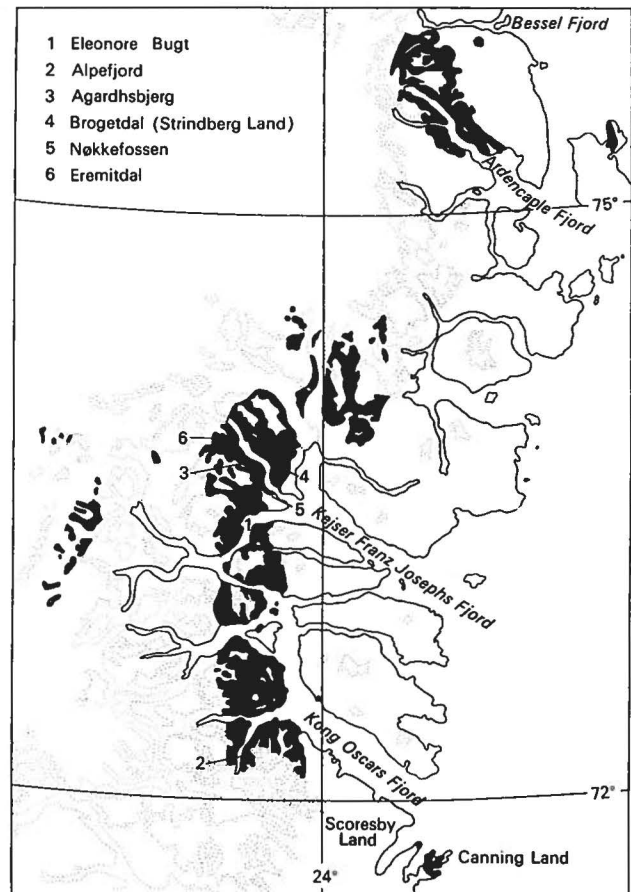 Bessel Fjord
1 Eleonore Bugt
2 Alpefjord
3 Agardhsbjerg
4 Brogetdal (Strindberg Land)
5 Nøkkefossen
6 Eremitdal
Ardencaple Fjord
75°
6
3
4
5
1
Kejser Franz Josephs Fjord
Kong Oscars Fjord
2
72°
Scoresby
Land
Canning Land
24°